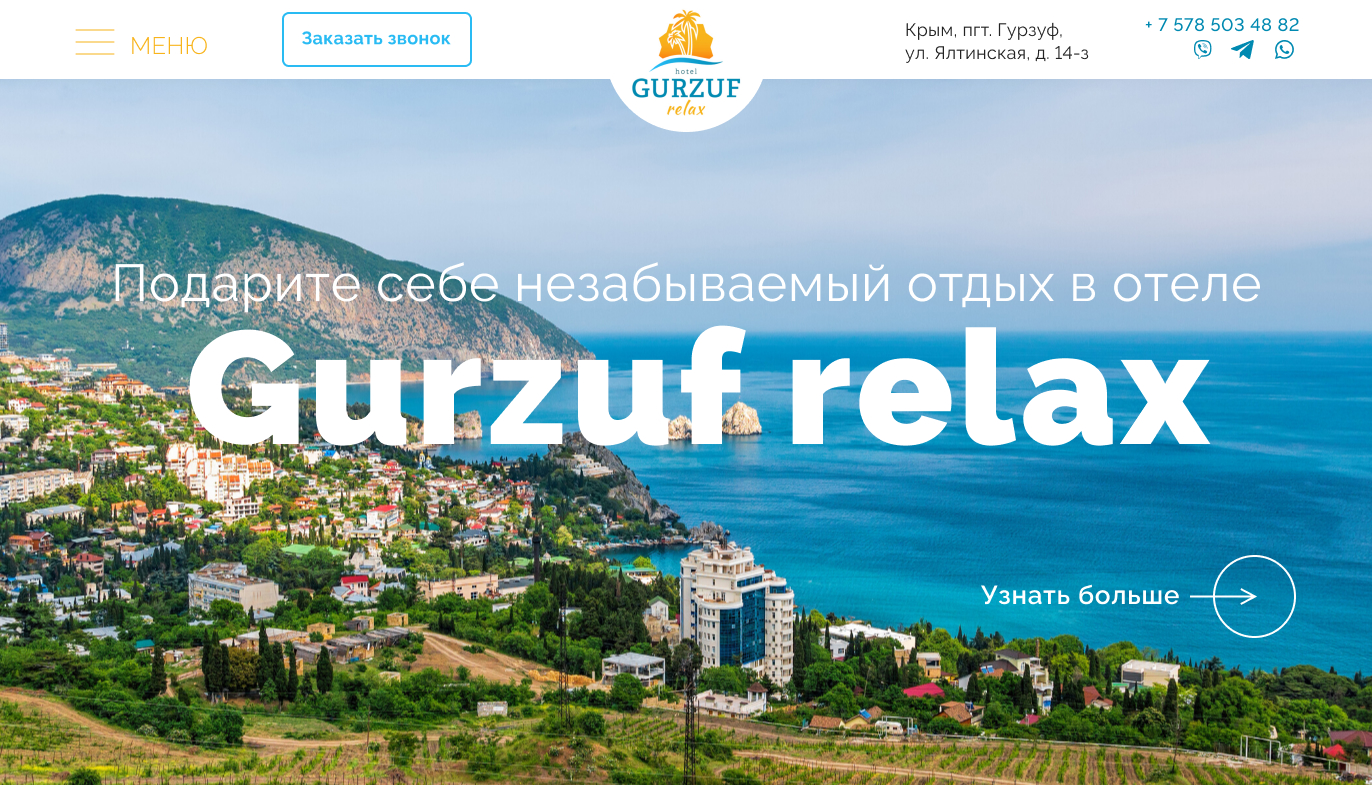 МЕНЮ
Заказать звонок
hotel
GURZUF
relax
Крым, пгт. Гурзуф,
ул. Ялтинская, д. 14-з
+ 7 578 503 48 82
Подарите себе незабываемый отдых в отеле
Gurzuf relax
Узнать больше